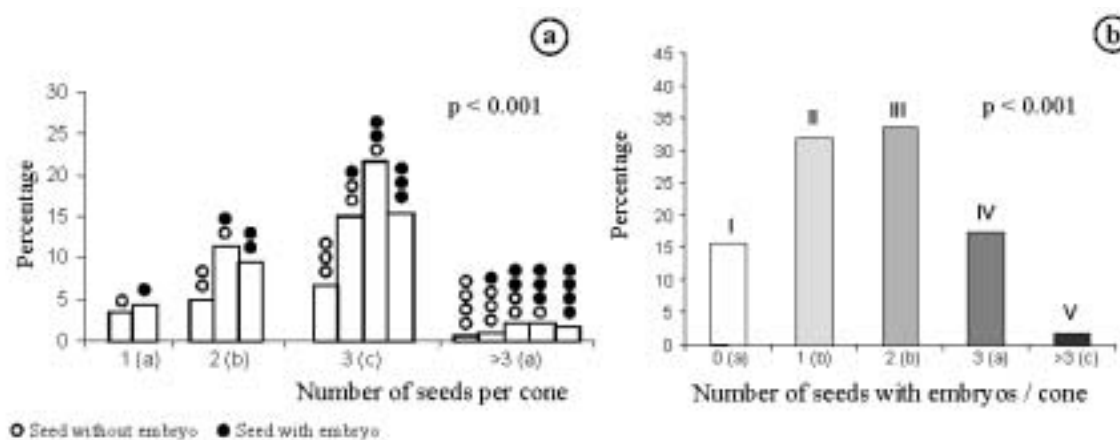 a
30
25
20
15
10
5
0
Percentage
p < 0.001
1 (a) 2 (b) 3 (c) >3 (a)
Number of seeds per cone
Seed without embryo Seed with embryo
b
45
40
35
30
25
20
15
10
5
0
Percentage
p < 0.001
I II III IV V
0 (a) 1 (b) 2 (b) 3 (a) >3 (c)
Number of seeds with embryos / cone